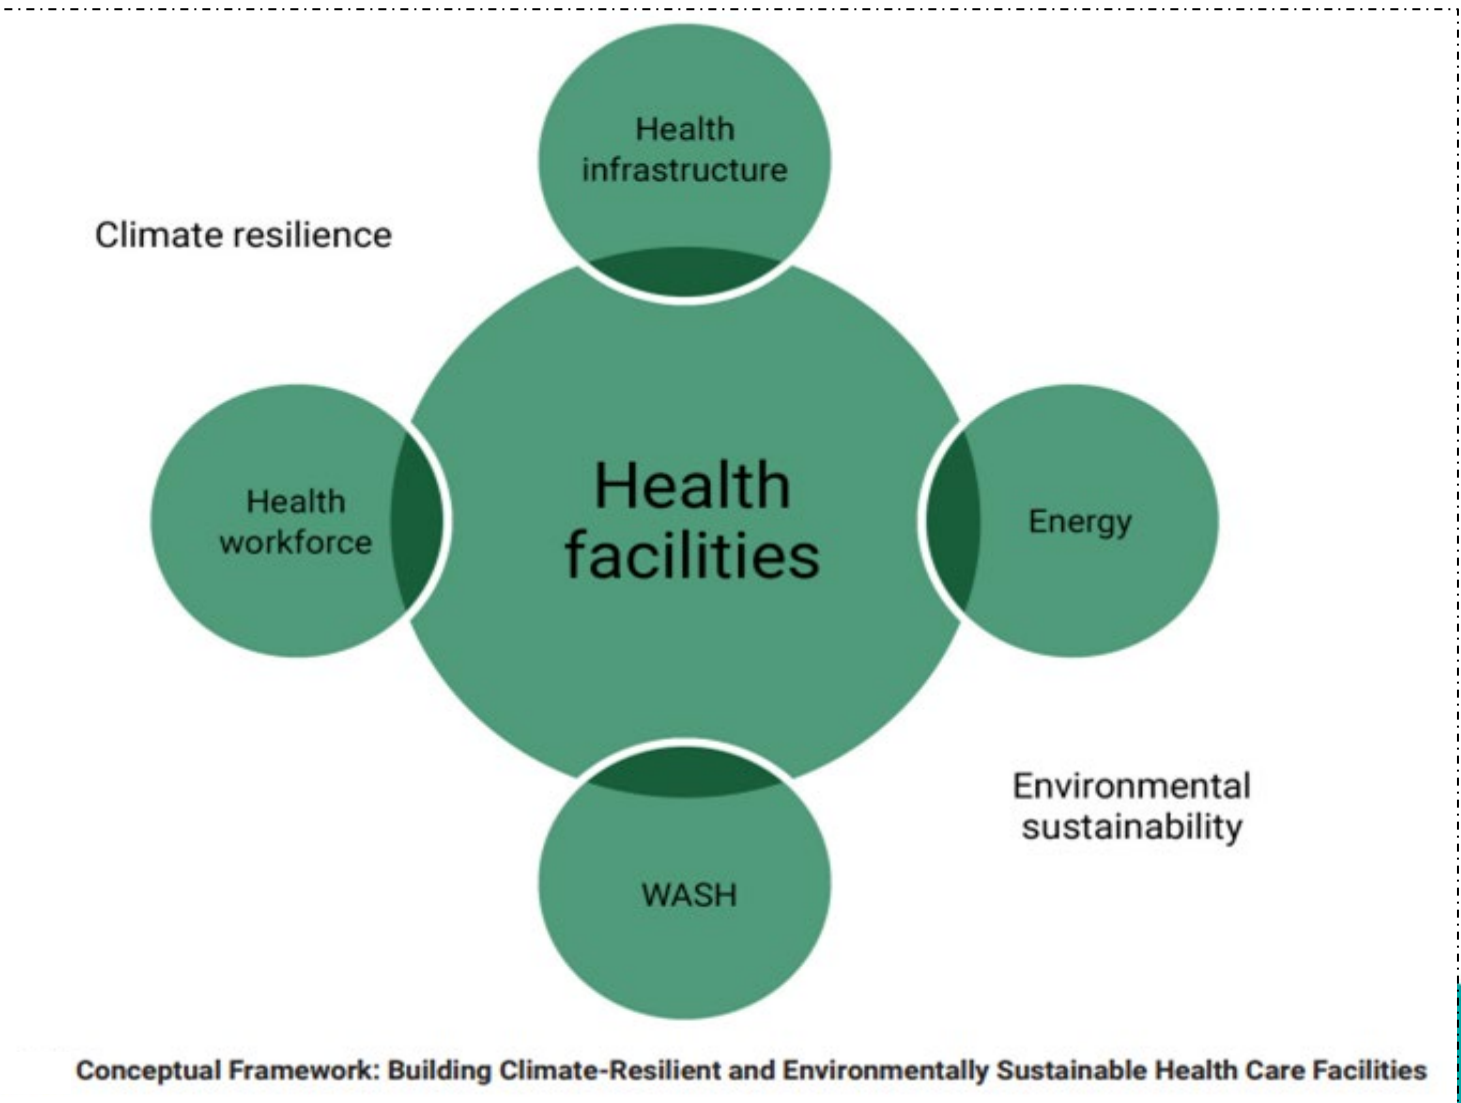 Health
infrastructure
Climate resilience
Health
workforce
Health
facilities
Energy
Environmental
sustainability
WASH
Conceptual Framework: Building Climate-Resilient and Environmentally Sustainable Health Care Facilities